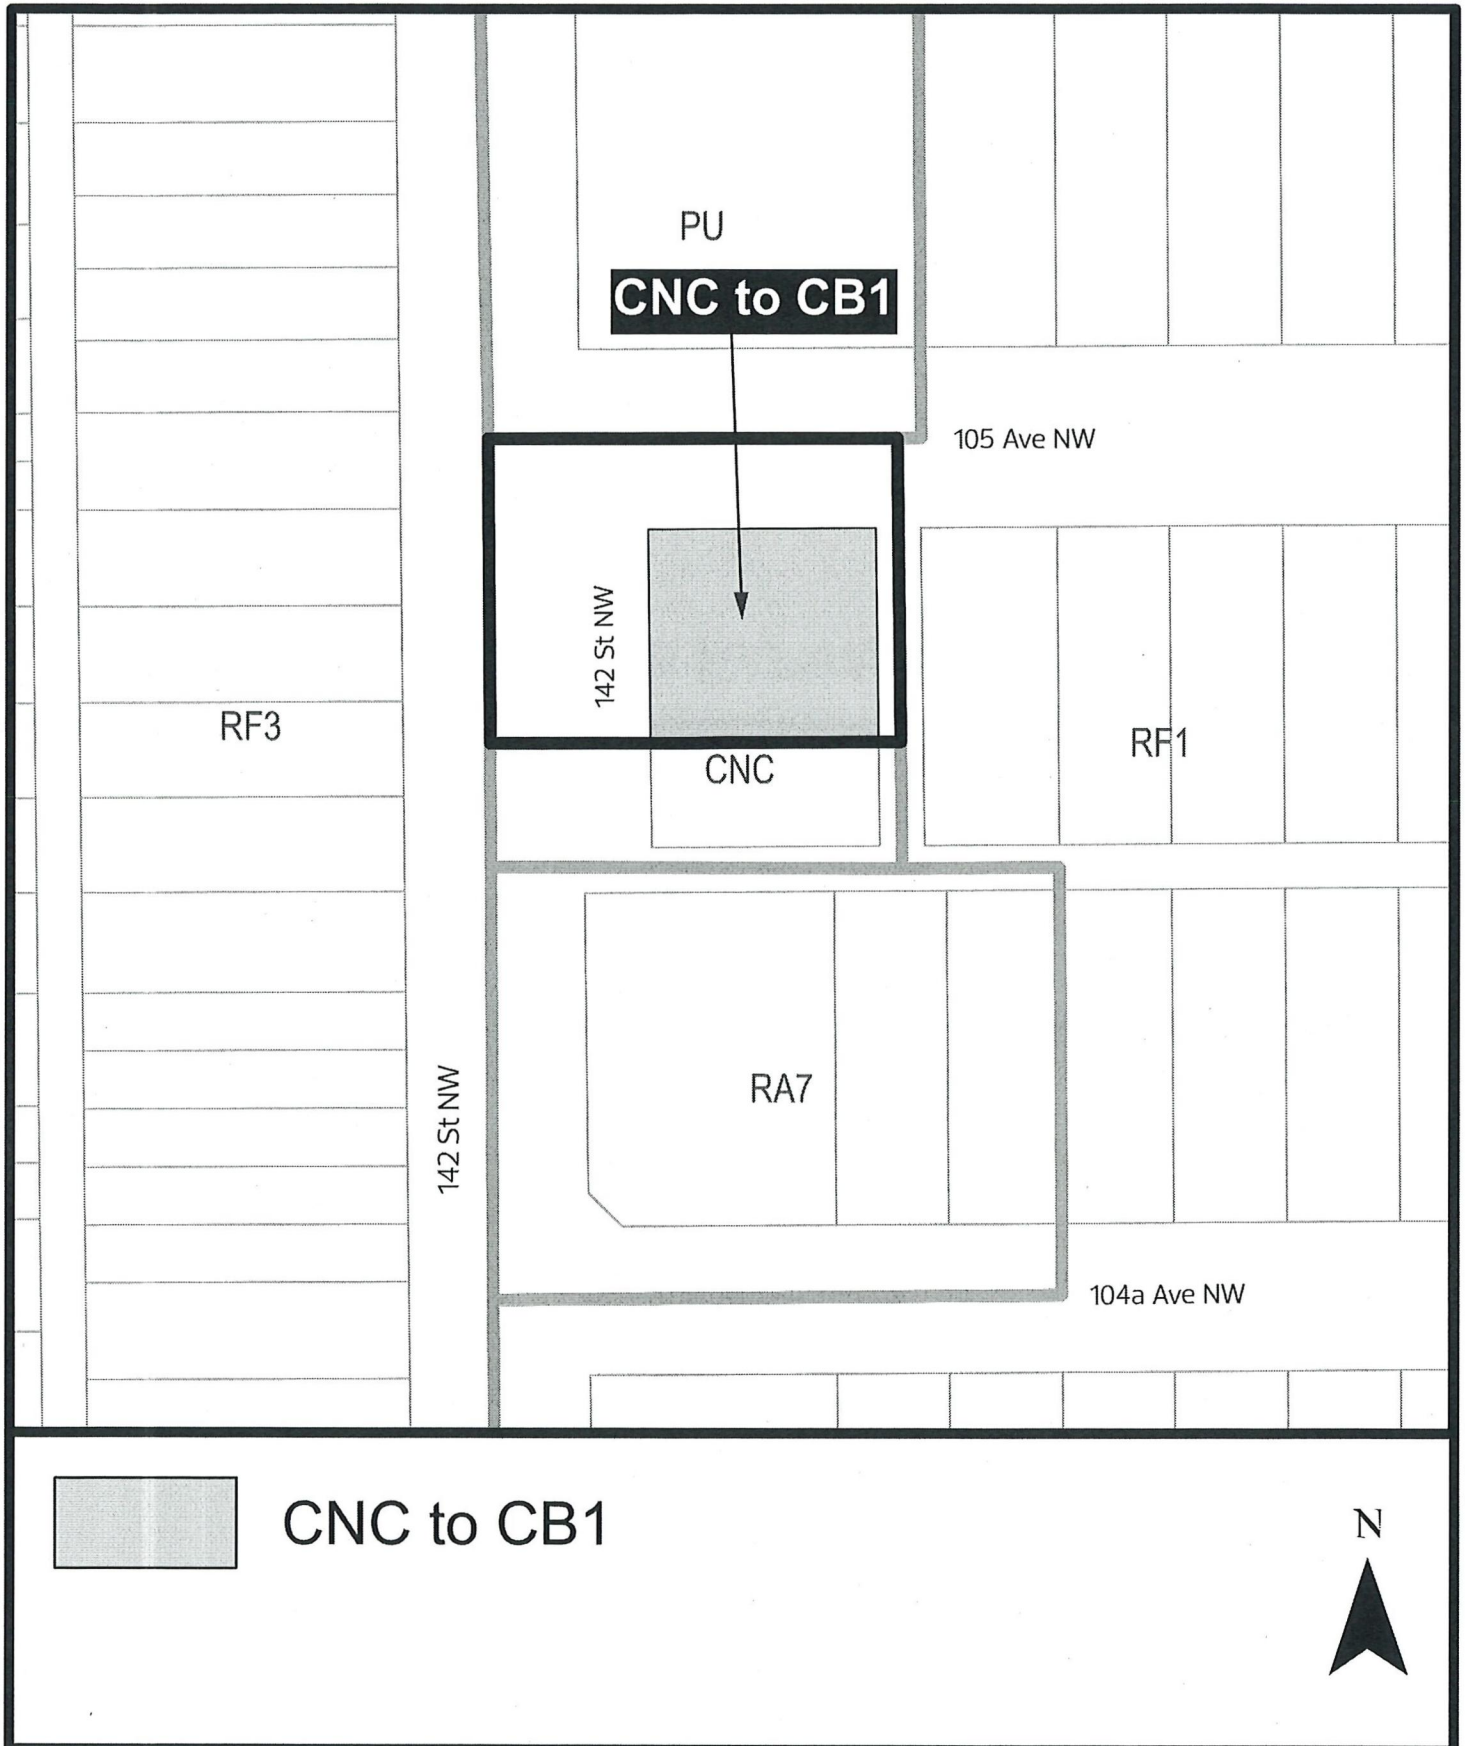 PU
CNC to CB1
105 Ave NW
142 St NW
RF3
RF1
CNC
RA7
142 St NW
104a Ave NW
CNC to CB1
N